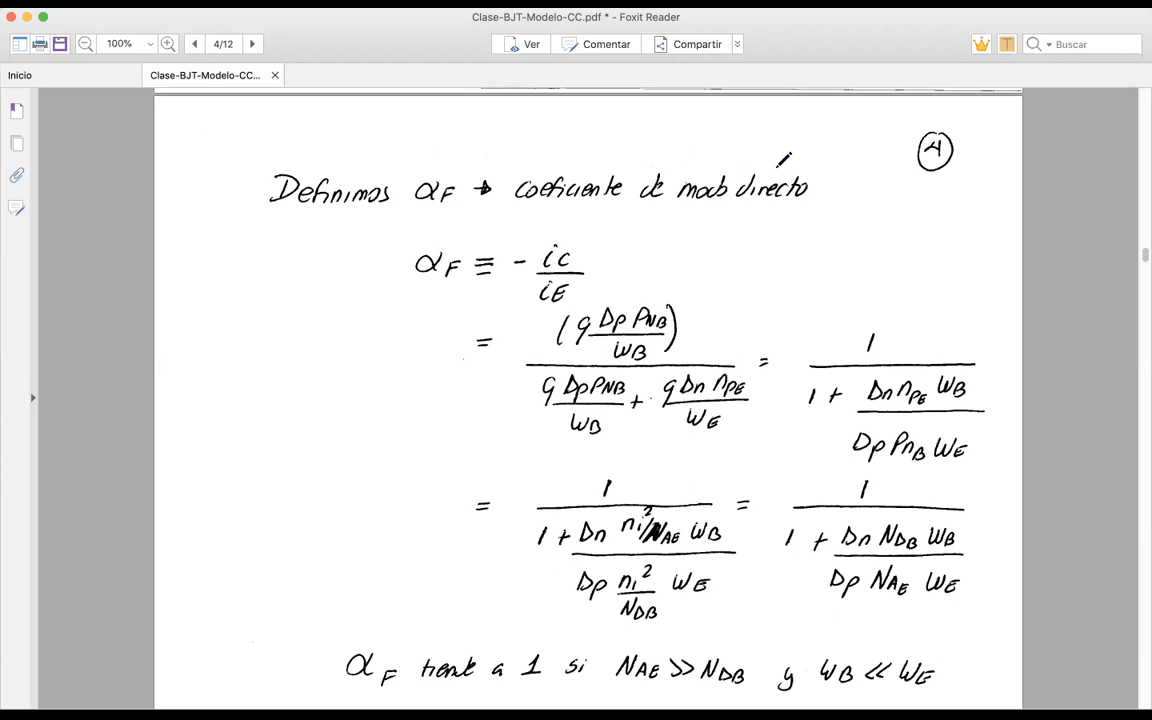 Clase-BJT-Modelo-CC.pdf * - Foxit Reader
100% 4/12 Ver Comentar Compartir Buscar
Inicio Clase-BJT-Modelo-CC...
4
Definimos αF → coeficiente de modo directo
αF ≡ - iC / iE
= (q Dp PNB / WB) / (q Dp PNB / WB + q Dn nPE / WE) = 1 / (1 + Dn nPE WB / Dp PnB WE)
= 1 / (1 + Dn ni²/NAE WB / Dp ni²/NDB WE) = 1 / (1 + Dn NDB WB / Dp NAE WE)
αF tiende a 1 si NAE >> NDB y WB << WE